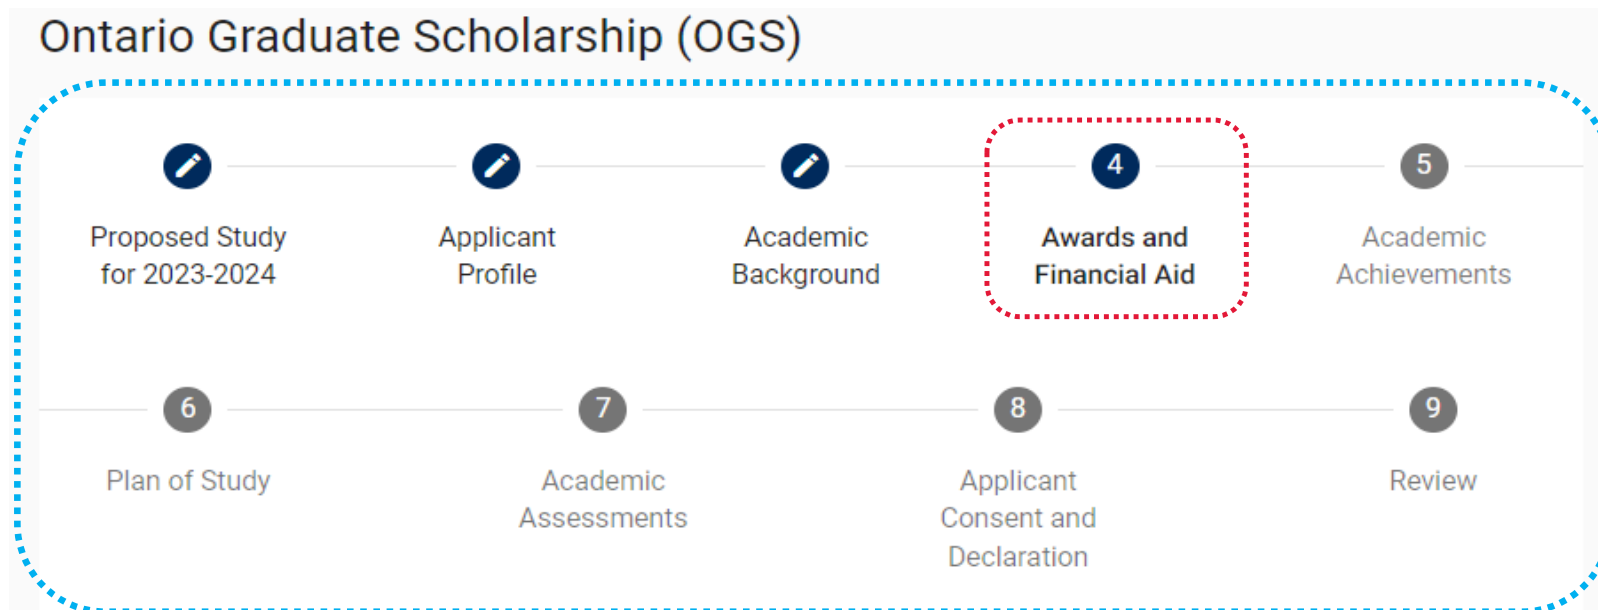 Ontario Graduate Scholarship (OGS)
4
5
Proposed Study
for 2023-2024
Applicant
Profile
Academic
Background
Awards and
Financial Aid
Academic
Achievements
6
7
8
9
Plan of Study
Academic
Assessments
Applicant
Consent and
Declaration
Review